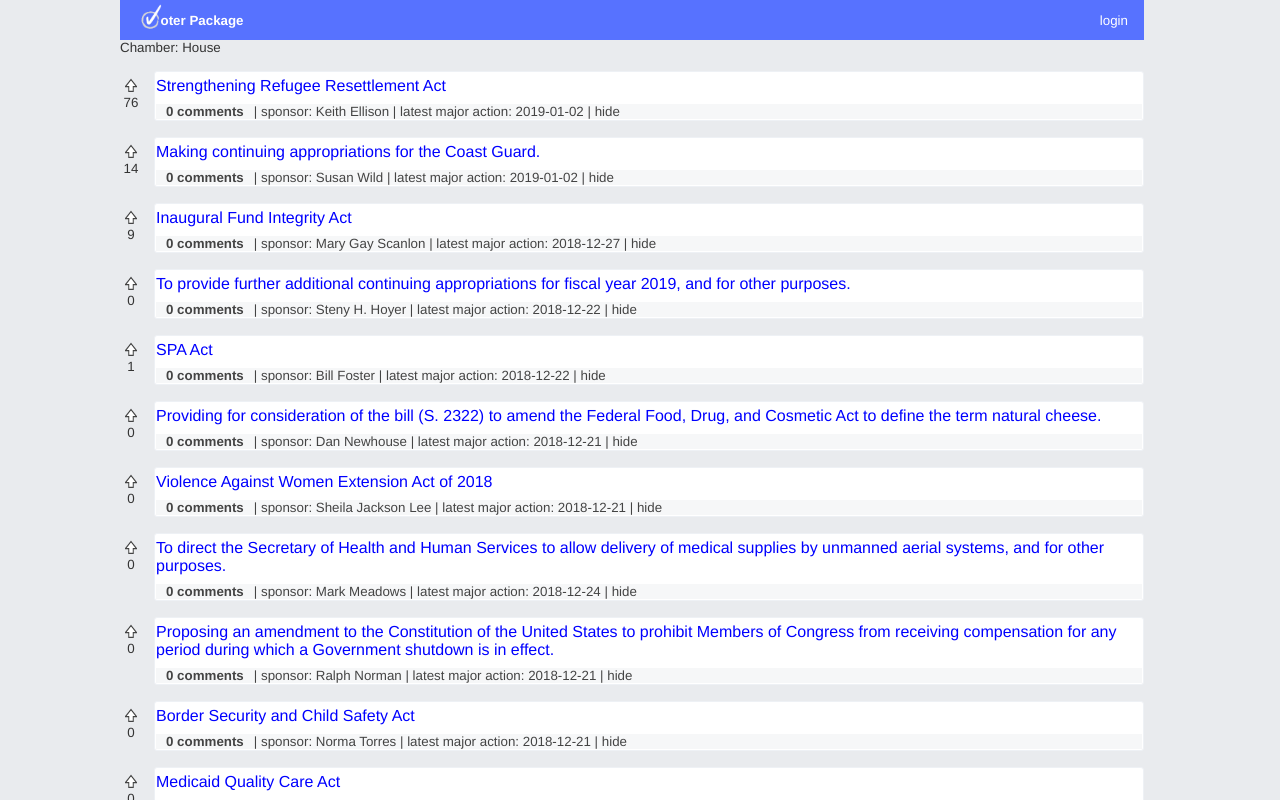 oter Package
login
Chamber: House
Strengthening Refugee Resettlement Act
76
0 comments | sponsor: Keith Ellison | latest major action: 2019-01-02 | hide
Making continuing appropriations for the Coast Guard.
14
0 comments | sponsor: Susan Wild | latest major action: 2019-01-02 | hide
Inaugural Fund Integrity Act
9
0 comments | sponsor: Mary Gay Scanlon | latest major action: 2018-12-27 | hide
To provide further additional continuing appropriations for fiscal year 2019, and for other purposes.
0
0 comments | sponsor: Steny H. Hoyer | latest major action: 2018-12-22 | hide
SPA Act
1
0 comments | sponsor: Bill Foster | latest major action: 2018-12-22 | hide
Providing for consideration of the bill (S. 2322) to amend the Federal Food, Drug, and Cosmetic Act to define the term natural cheese.
0
0 comments | sponsor: Dan Newhouse | latest major action: 2018-12-21 | hide
Violence Against Women Extension Act of 2018
0
0 comments | sponsor: Sheila Jackson Lee | latest major action: 2018-12-21 | hide
To direct the Secretary of Health and Human Services to allow delivery of medical supplies by unmanned aerial systems, and for other
purposes.
0
0 comments | sponsor: Mark Meadows | latest major action: 2018-12-24 | hide
Proposing an amendment to the Constitution of the United States to prohibit Members of Congress from receiving compensation for any
period during which a Government shutdown is in effect.
0
0 comments | sponsor: Ralph Norman | latest major action: 2018-12-21 | hide
Border Security and Child Safety Act
0
0 comments | sponsor: Norma Torres | latest major action: 2018-12-21 | hide
Medicaid Quality Care Act
0